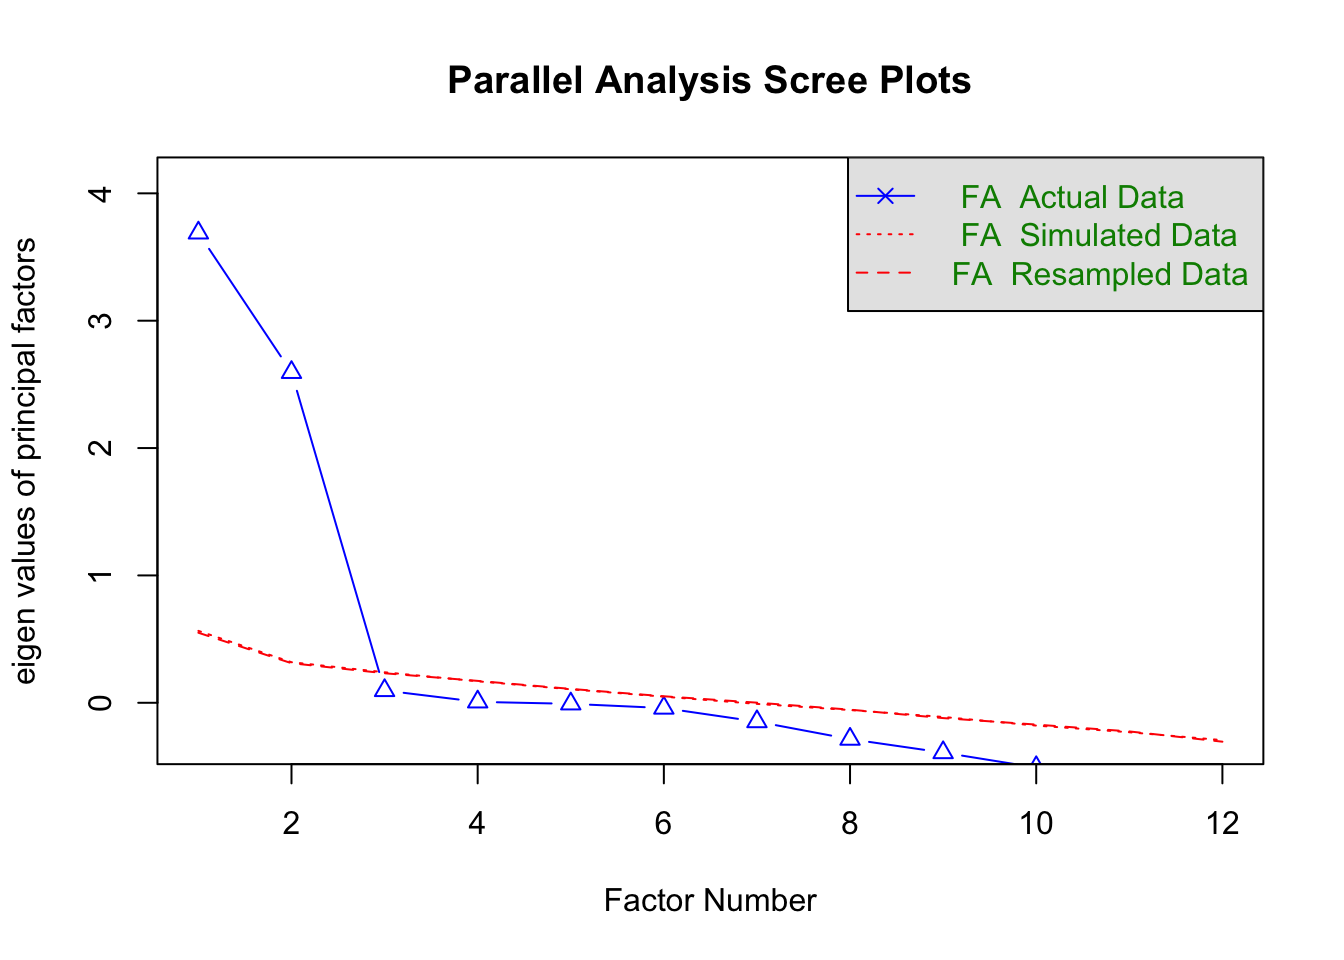 Parallel Analysis Scree Plots
eigen values of principal factors
4
3
2
1
0
FA Actual Data
FA Simulated Data
FA Resampled Data
2 4 6 8 10 12
Factor Number